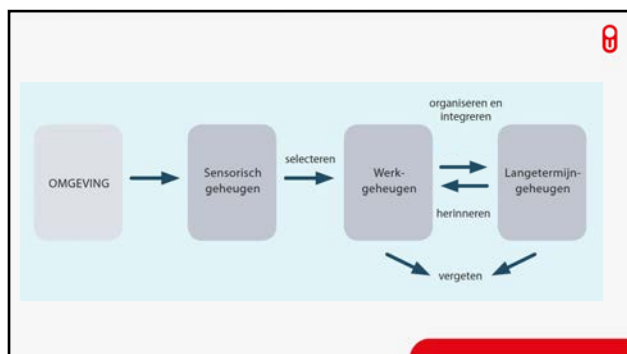 organiseren en
integreren
OMGEVING
Sensorisch
geheugen
selecteren
Werk-
geheugen
Langetermijn-
geheugen
herinneren
vergeten